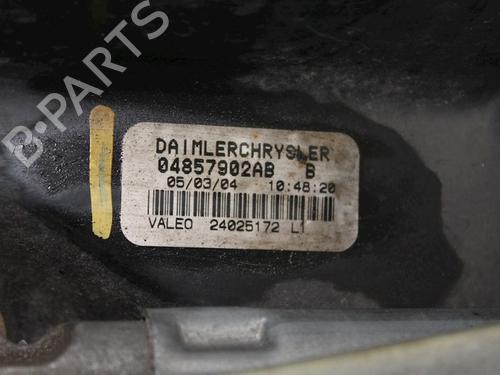 B-PARTS
DAIMLERCHRYSLER
04857902AB B
05/03/04 10:48:20
VALEO 24025172 L1